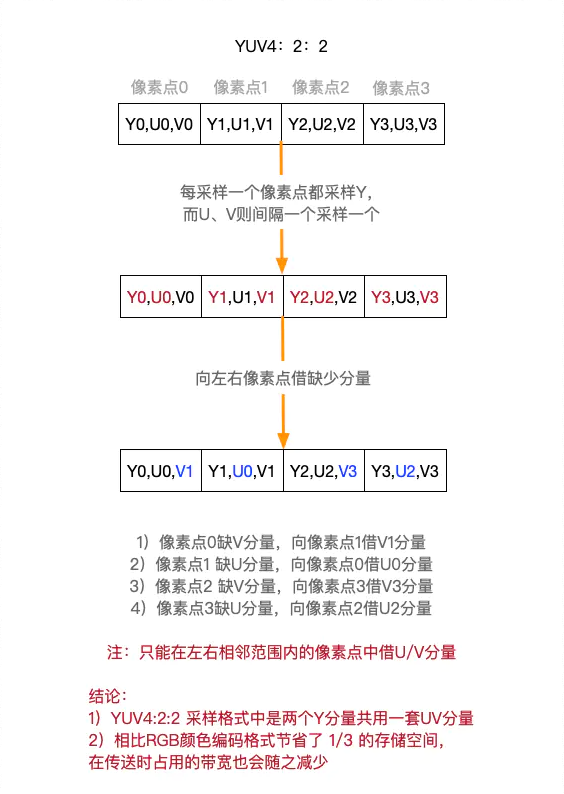 YUV4：2：2
像素点0 像素点1 像素点2 像素点3
Y0,U0,V0 Y1,U1,V1 Y2,U2,V2 Y3,U3,V3
每采样一个像素点都采样Y，
而U、V则间隔一个采样一个
Y0,U0,V0 Y1,U1,V1 Y2,U2,V2 Y3,U3,V3
向左右像素点借缺少分量
Y0,U0,V1 Y1,U0,V1 Y2,U2,V3 Y3,U2,V3
1）像素点0缺V分量，向像素点1借V1分量
2）像素点1 缺U分量，向像素点0借U0分量
3）像素点2 缺V分量，向像素点3借V3分量
4）像素点3缺U分量，向像素点2借U2分量
注：只能在左右相邻范围内的像素点中借U/V分量
结论：
1）YUV4:2:2 采样格式中是两个Y分量共用一套UV分量
2）相比RGB颜色编码格式节省了 1/3 的存储空间，
在传送时占用的带宽也会随之减少